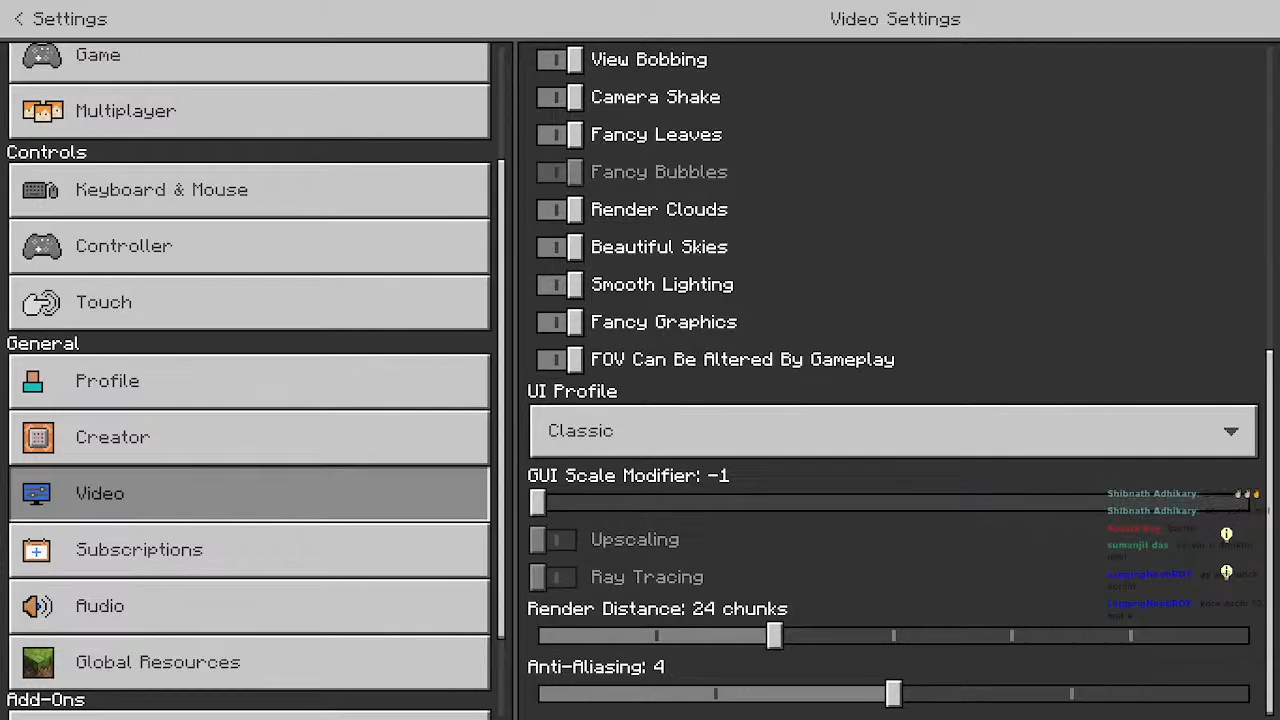 Settings
Video Settings
Game
Multiplayer
Controls
Keyboard & Mouse
Controller
Touch
General
Profile
Creator
Video
Subscriptions
Audio
Global Resources
Add-Ons
View Bobbing
Camera Shake
Fancy Leaves
Fancy Bubbles
Render Clouds
Beautiful Skies
Smooth Lighting
Fancy Graphics
FOV Can Be Altered By Gameplay
UI Profile
Classic
GUI Scale Modifier: -1
Upscaling
Ray Tracing
Render Distance: 24 chunks
Anti-Aliasing: 4
Shibnath Adhikary:
Shibnath Adhikary:
sumanjit das